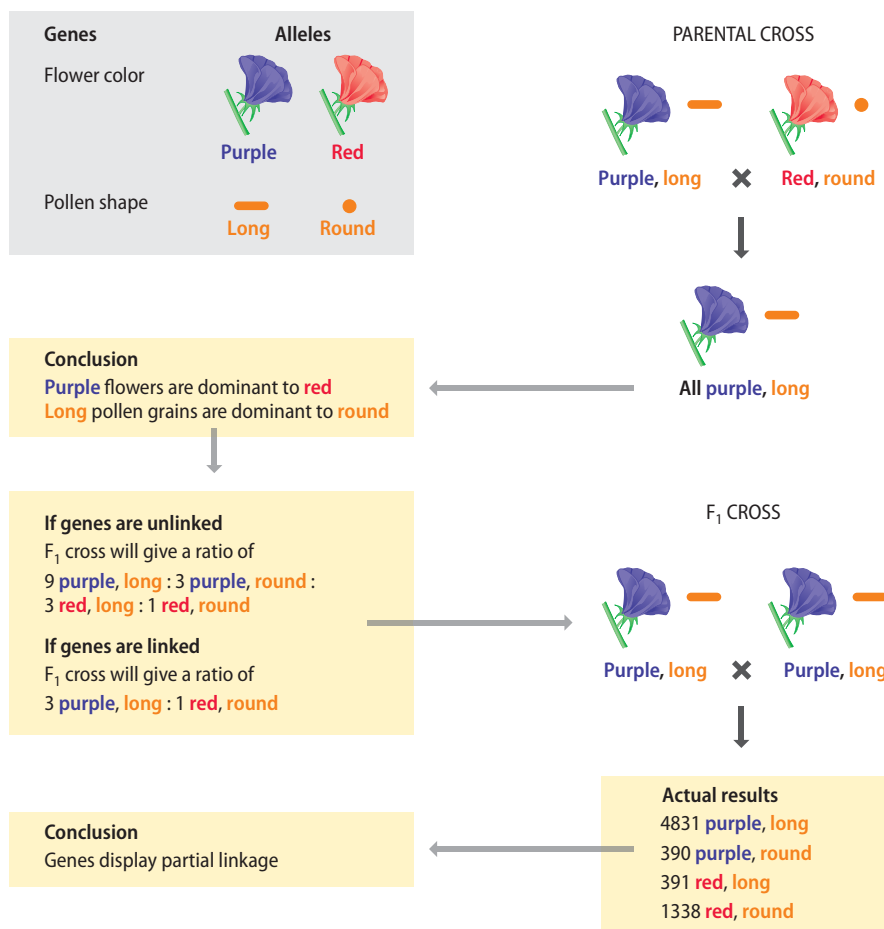 Genes Alleles
Flower color
Purple Red
Pollen shape
Long Round
PARENTAL CROSS
Purple, long × Red, round
All purple, long
Conclusion
Purple flowers are dominant to red
Long pollen grains are dominant to round
If genes are unlinked
F₁ cross will give a ratio of
9 purple, long : 3 purple, round :
3 red, long : 1 red, round
If genes are linked
F₁ cross will give a ratio of
3 purple, long : 1 red, round
F₁ CROSS
Purple, long × Purple, long
Actual results
4831 purple, long
390 purple, round
391 red, long
1338 red, round
Conclusion
Genes display partial linkage